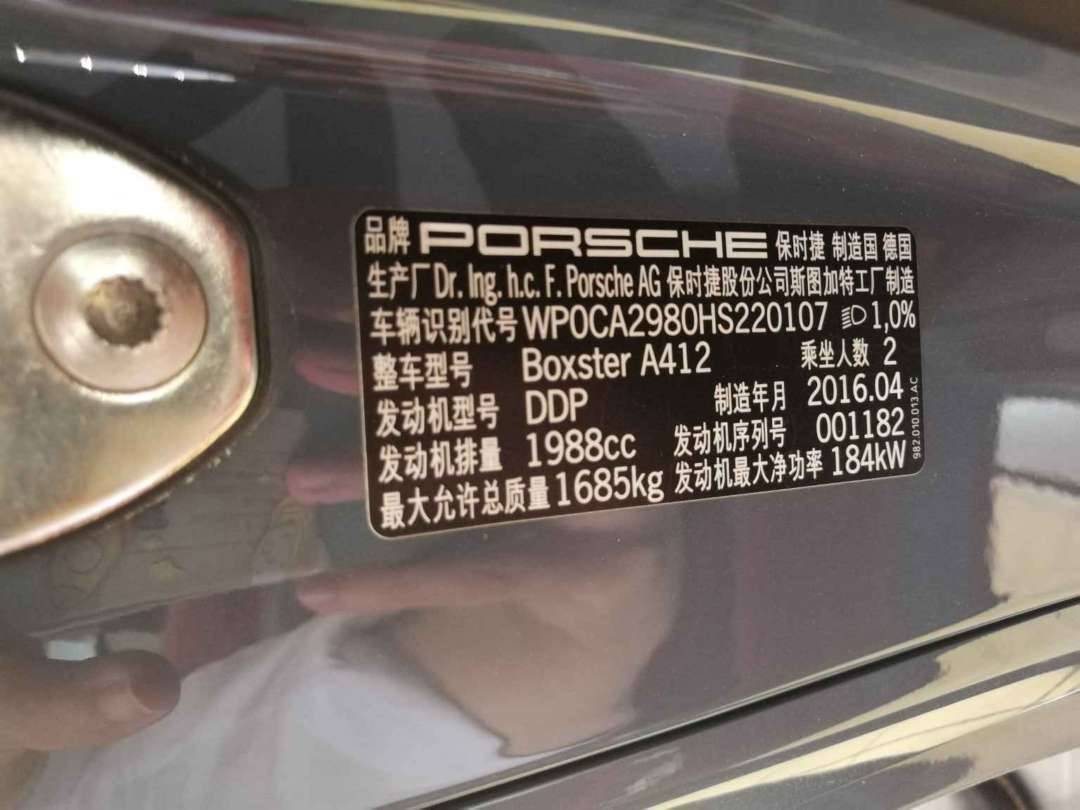 品牌 PORSCHE 保时捷 制造国 德国
生产厂 Dr. Ing. h.c. F. Porsche AG 保时捷股份公司斯图加特工厂制造
车辆识别代号 WP0CA2980HS220107 1,0%
整车型号 Boxster A412 乘坐人数 2
发动机型号 DDP 制造年月 2016.04
发动机排量 1988cc 发动机序列号 001182
最大允许总质量 1685kg 发动机最大净功率 184kW
982.010.013.AC